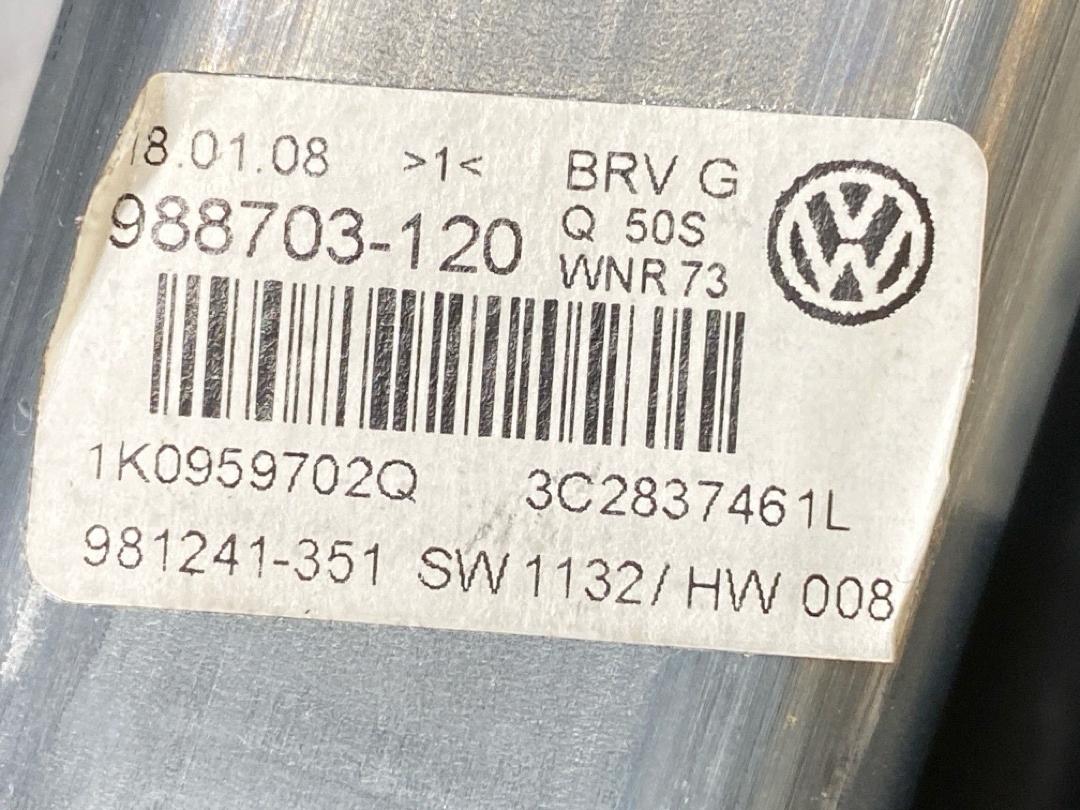 18.01.08 >1< BRV G
988703-120 Q 50S
WNR 73
1K0959702Q 3C2837461L
981241-351 SW 1132/ HW 008